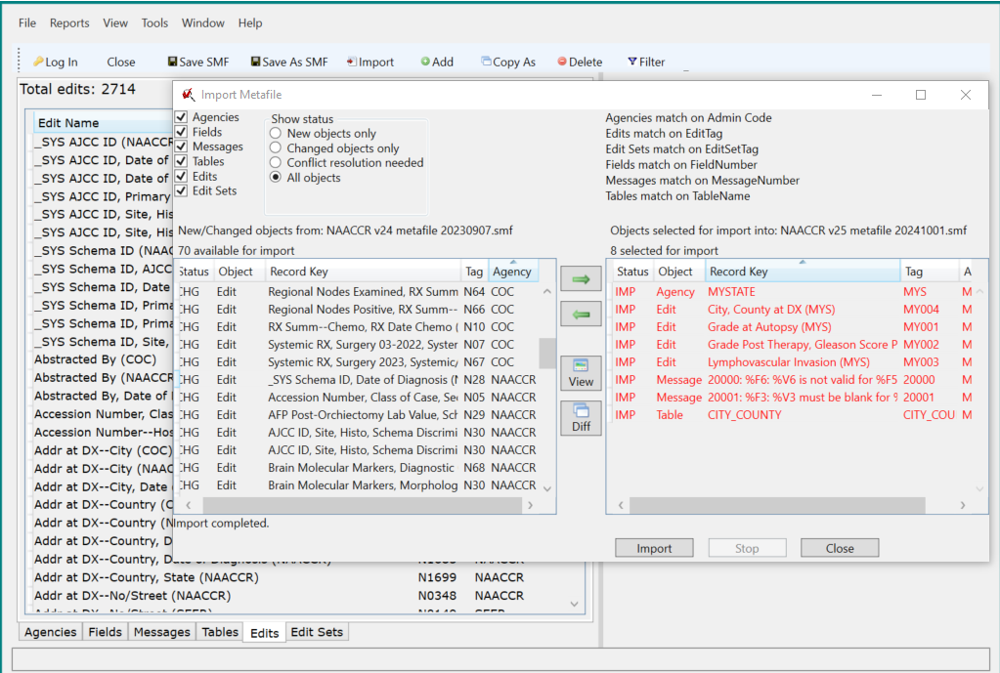 File Reports View Tools Window Help
Log In Close Save SMF Save As SMF Import Add Copy As Delete Filter
Total edits: 2714
Edit Name
_SYS AJCC ID (NAACCR
_SYS AJCC ID, Date of
_SYS AJCC ID, Date of
_SYS AJCC ID, Primary
_SYS AJCC ID, Site, His
_SYS AJCC ID, Site, His
_SYS Schema ID (NAAC
_SYS Schema ID, AJCC
_SYS Schema ID, Date
_SYS Schema ID, Prima
_SYS Schema ID, Prima
_SYS Schema ID, Site,
Abstracted By (COC)
Abstracted By (NAACCR
Abstracted By, Date of
Accession Number, Clas
Accession Number--Hos
Addr at DX--City (COC)
Addr at DX--City (NAAC
Addr at DX--City, Date
Addr at DX--Country (C
Addr at DX--Country (N
Addr at DX--Country, D
Addr at DX--Country, Date of Diagnosis (NAACCR)
Addr at DX--Country, State (NAACCR) N1699 NAACCR
Addr at DX--No/Street (NAACCR) N0348 NAACCR
Agencies Fields Messages Tables Edits Edit Sets
Import Metafile
Agencies
Fields
Messages
Tables
Edits
Edit Sets
Show status
New objects only
Changed objects only
Conflict resolution needed
All objects
Agencies match on Admin Code
Edits match on EditTag
Edit Sets match on EditSetTag
Fields match on FieldNumber
Messages match on MessageNumber
Tables match on TableName
New/Changed objects from: NAACCR v24 metafile 20230907.smf
70 available for import
Status Object Record Key Tag Agency
CHG Edit Regional Nodes Examined, RX Summ N64 COC
CHG Edit Regional Nodes Positive, RX Summ-- N66 COC
CHG Edit RX Summ--Chemo, RX Date Chemo ( N10 COC
CHG Edit Systemic RX, Surgery 03-2022, Syster N07 COC
CHG Edit Systemic RX, Surgery 2023, Systemic/ N67 COC
CHG Edit _SYS Schema ID, Date of Diagnosis (N N28 NAACCR
CHG Edit Accession Number, Class of Case, Sec N05 NAACCR
CHG Edit AFP Post-Orchiectomy Lab Value, Sch N29 NAACCR
CHG Edit AJCC ID, Site, Histo, Schema Discrimi N30 NAACCR
CHG Edit AJCC ID, Site, Histo, Schema Discrimi N30 NAACCR
CHG Edit Brain Molecular Markers, Diagnostic N68 NAACCR
CHG Edit Brain Molecular Markers, Morpholog N30 NAACCR
Import completed.
View
Diff
Objects selected for import into: NAACCR v25 metafile 20241001.smf
8 selected for import
Status Object Record Key Tag A
IMP Agency MYSTATE MYS M
IMP Edit City, County at DX (MYS) MY004 M
IMP Edit Grade at Autopsy (MYS) MY001 M
IMP Edit Grade Post Therapy, Gleason Score P MY002 M
IMP Edit Lymphovascular Invasion (MYS) MY003 M
IMP Message 20000: %F6: %V6 is not valid for %F5 20000 M
IMP Message 20001: %F3: %V3 must be blank for % 20001 M
IMP Table CITY_COUNTY CITY_COU M
Import Stop Close